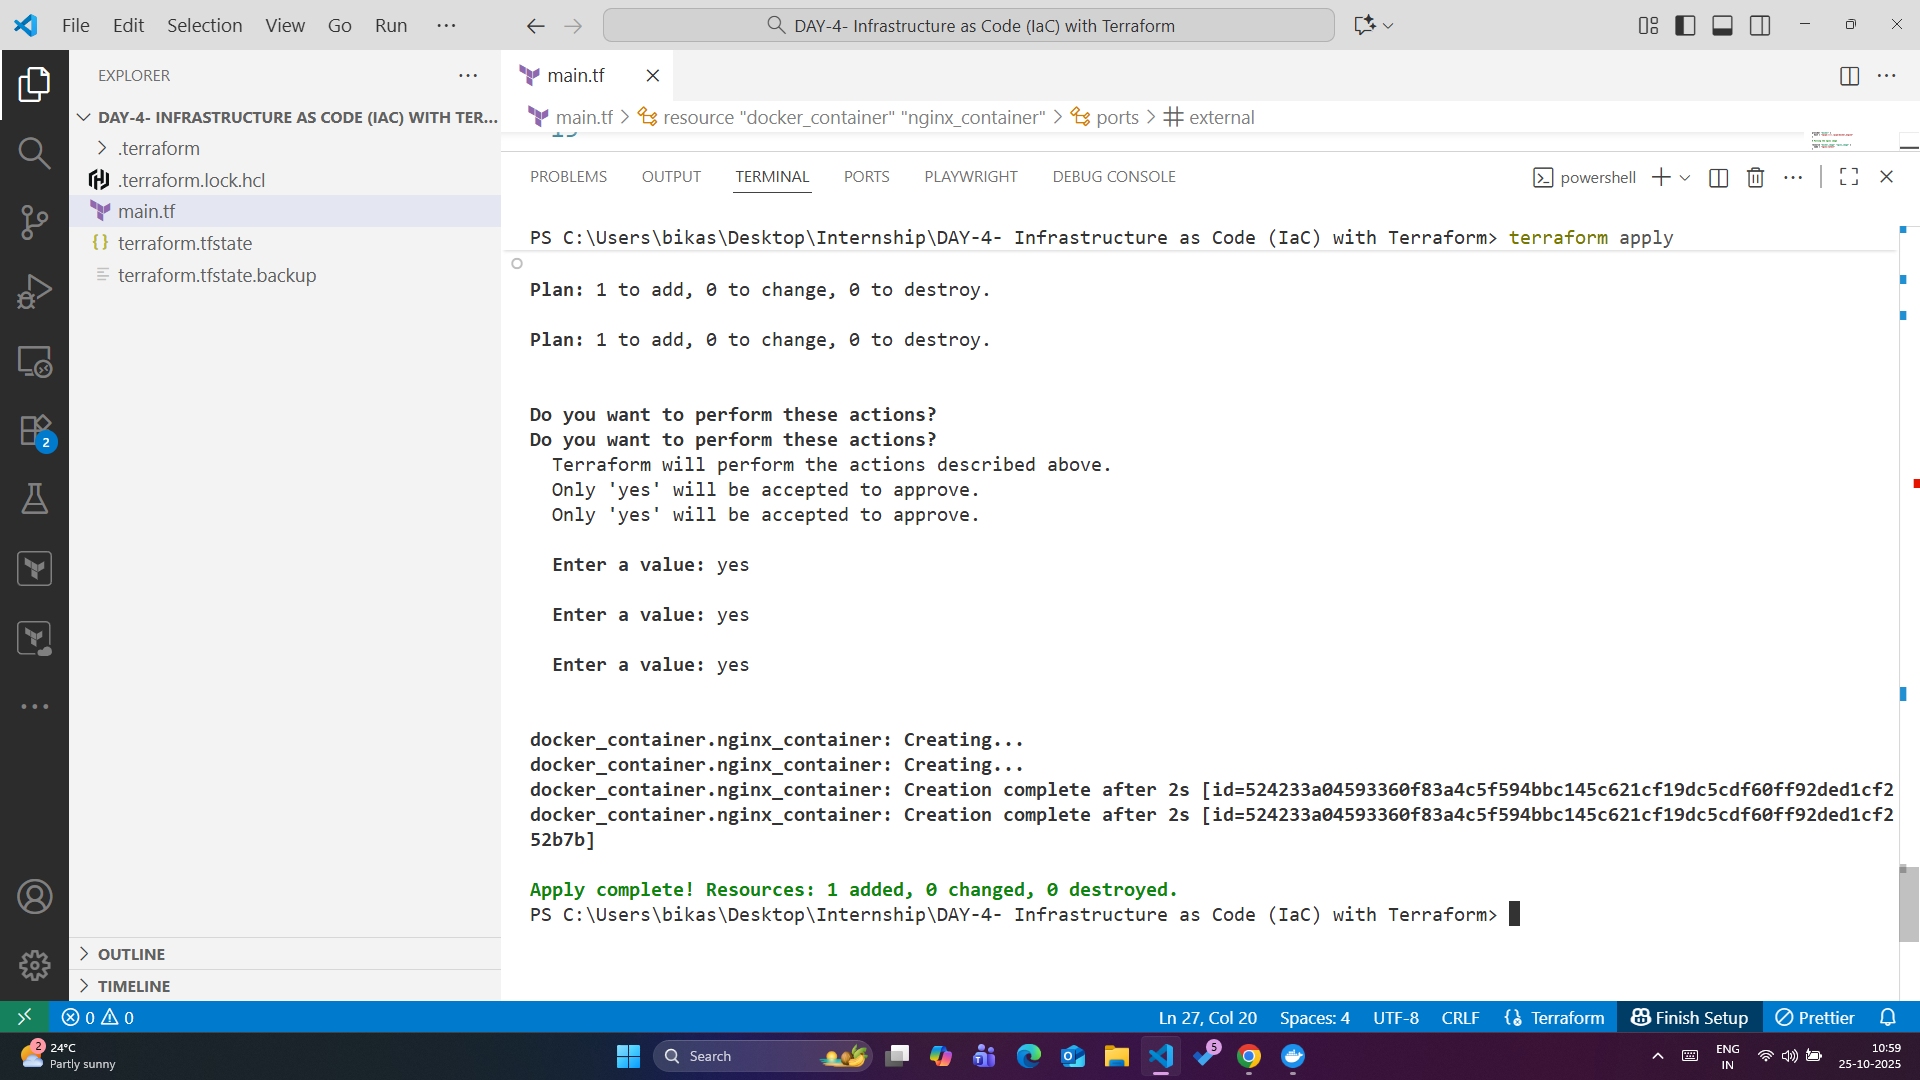 File Edit Selection View Go Run ···
DAY-4- Infrastructure as Code (IaC) with Terraform
EXPLORER
DAY-4- INFRASTRUCTURE AS CODE (IAC) WITH TER...
.terraform
.terraform.lock.hcl
main.tf
terraform.tfstate
terraform.tfstate.backup
OUTLINE
TIMELINE
2
main.tf
main.tf > resource "docker_container" "nginx_container" > ports > external
PROBLEMS OUTPUT TERMINAL PORTS PLAYWRIGHT DEBUG CONSOLE
powershell
PS C:\Users\bikas\Desktop\Internship\DAY-4- Infrastructure as Code (IaC) with Terraform> terraform apply
Plan: 1 to add, 0 to change, 0 to destroy.
Plan: 1 to add, 0 to change, 0 to destroy.
Do you want to perform these actions?
Do you want to perform these actions?
Terraform will perform the actions described above.
Only 'yes' will be accepted to approve.
Only 'yes' will be accepted to approve.
Enter a value: yes
Enter a value: yes
Enter a value: yes
docker_container.nginx_container: Creating...
docker_container.nginx_container: Creating...
docker_container.nginx_container: Creation complete after 2s [id=524233a04593360f83a4c5f594bbc145c621cf19dc5cdf60ff92ded1cf2
docker_container.nginx_container: Creation complete after 2s [id=524233a04593360f83a4c5f594bbc145c621cf19dc5cdf60ff92ded1cf2
52b7b]
Apply complete! Resources: 1 added, 0 changed, 0 destroyed.
PS C:\Users\bikas\Desktop\Internship\DAY-4- Infrastructure as Code (IaC) with Terraform>
0 0 Ln 27, Col 20 Spaces: 4 UTF-8 CRLF Terraform Finish Setup Prettier
2
24°C
Partly sunny
Search
5
ENG
IN
10:59
25-10-2025